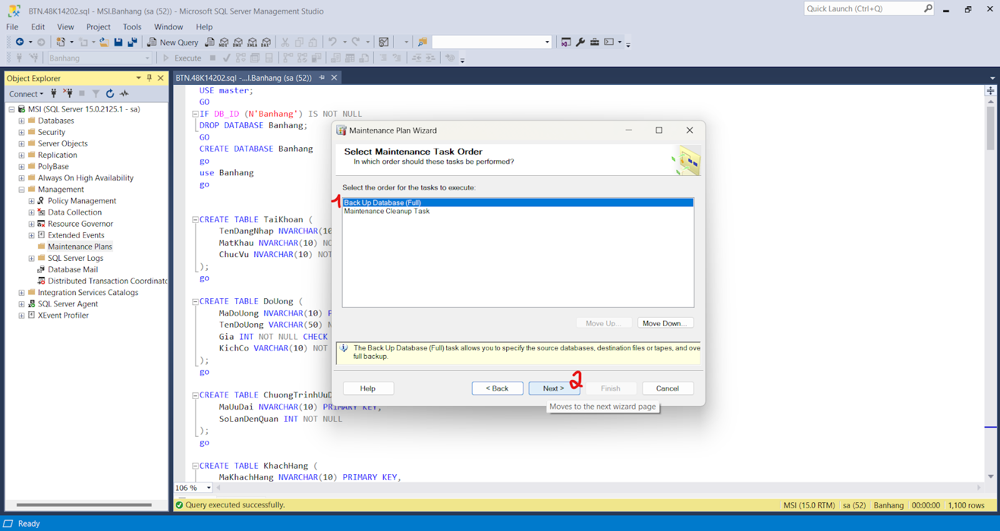 BTN.48K14202.sql - MSI.Banhang (sa (52)) - Microsoft SQL Server Management Studio
Quick Launch (Ctrl+Q)
File Edit View Project Tools Window Help
New Query MDX DMX XMLA DAX
Banhang Execute
Object Explorer
Connect
MSI (SQL Server 15.0.2125.1 - sa)
Databases
Security
Server Objects
Replication
PolyBase
Always On High Availability
Management
Policy Management
Data Collection
Resource Governor
Extended Events
Maintenance Plans
SQL Server Logs
Database Mail
Distributed Transaction Coordinato
Integration Services Catalogs
SQL Server Agent
XEvent Profiler
BTN.48K14202.sql -...I.Banhang (sa (52))
USE master;
GO
IF DB_ID (N'Banhang') IS NOT NULL
DROP DATABASE Banhang;
GO
CREATE DATABASE Banhang
go
use Banhang
go
CREATE TABLE TaiKhoan (
TenDangNhap NVARCHAR(10
MatKhau NVARCHAR(10) NO
ChucVu NVARCHAR(10) NOT
);
go
CREATE TABLE DoUong (
MaDoUong NVARCHAR(10) P
TenDoUong VARCHAR(50) N
Gia INT NOT NULL CHECK
KichCo VARCHAR(10) NOT
);
go
CREATE TABLE ChuongTrinhUuD
MaUuDai NVARCHAR(10) PRIMARY KEY,
SoLanDenQuan INT NOT NULL
);
go
CREATE TABLE KhachHang (
MaKhachHang NVARCHAR(10) PRIMARY KEY,
Maintenance Plan Wizard
Select Maintenance Task Order
In which order should these tasks be performed?
Select the order for the tasks to execute:
1
Back Up Database (Full)
Maintenance Cleanup Task
Move Up... Move Down...
The Back Up Database (Full) task allows you to specify the source databases, destination files or tapes, and ove
full backup.
2
Help < Back Next > Finish Cancel
Moves to the next wizard page
106 %
Query executed successfully. MSI (15.0 RTM) sa (52) Banhang 00:00:00 1,100 rows
Ready